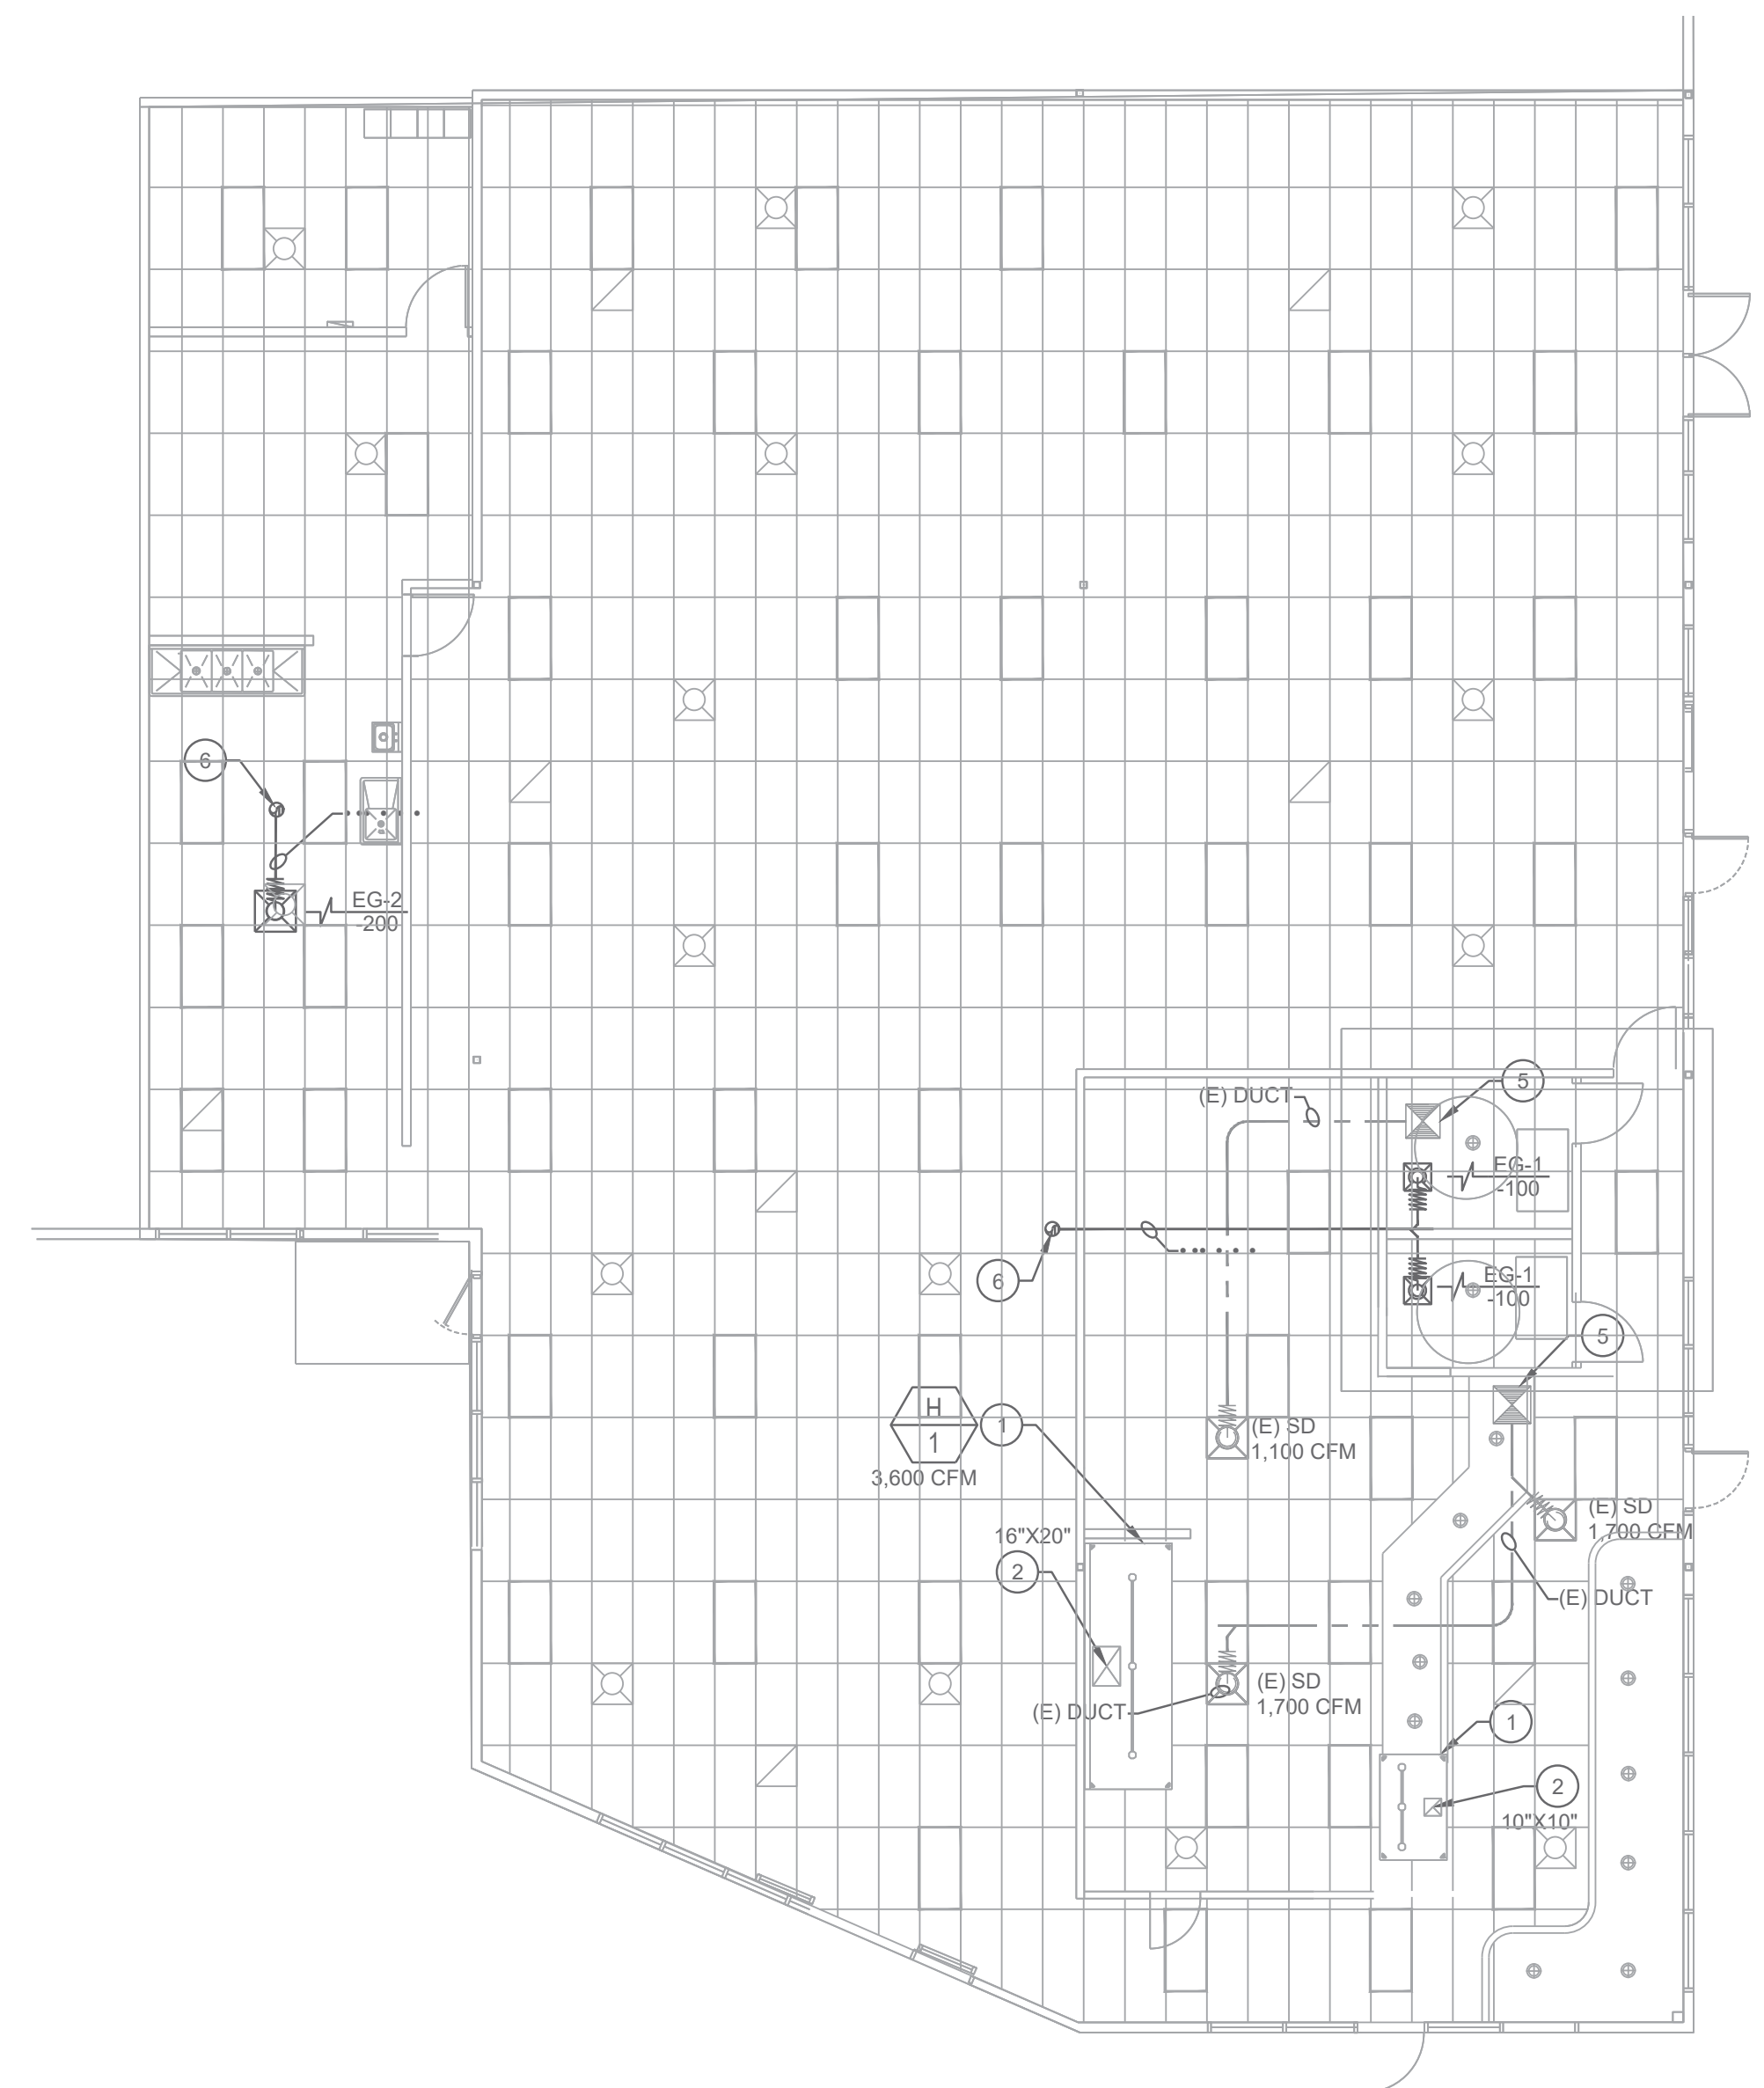 6
EG-2
-200
5
(E) DUCT
EG-1
-100
6
EG-1
-100
5
H
1
1
3,600 CFM
(E) SD
1,100 CFM
(E) SD
1,700 CFM
16"X20"
2
(E) DUCT
(E) SD
1,700 CFM
(E) DUCT
1
2
10"X10"